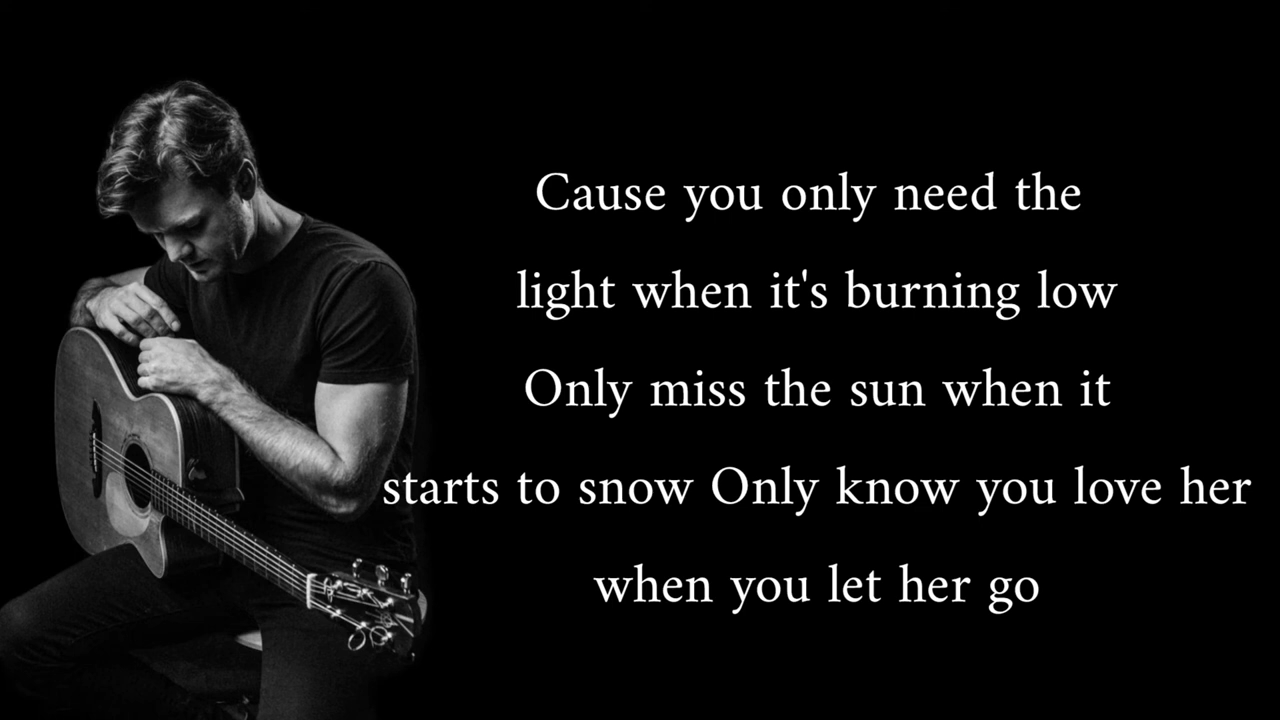 Cause you only need the
light when it's burning low
Only miss the sun when it
starts to snow Only know you love her
when you let her go